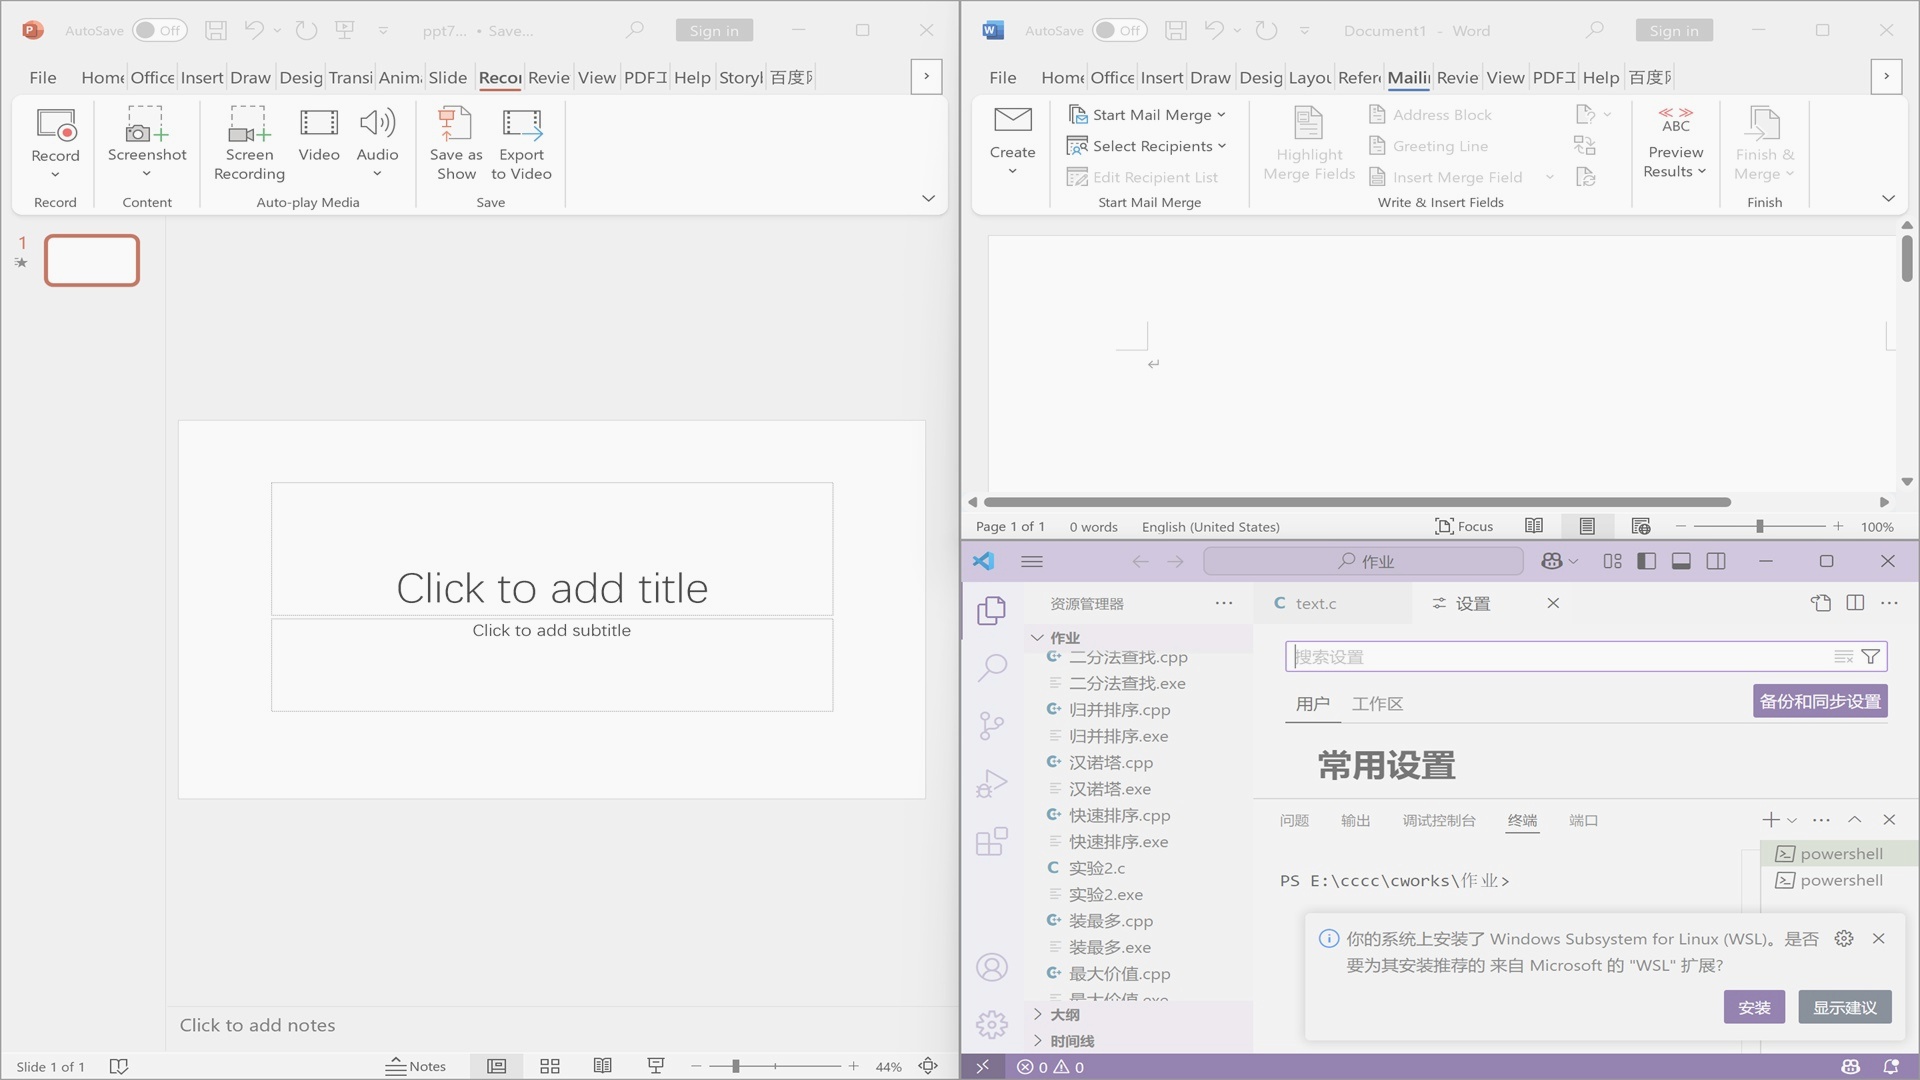 AutoSave Off ppt7... • Save... Sign in
File Home Office Insert Draw Desig Transi Anim Slide Recor Revie View PDF工 Help Storyl
Record
Screenshot
Screen Recording
Video
Audio
Save as Show
Export to Video
Record
Content
Auto-play Media
Save
1
Click to add title
Click to add subtitle
Click to add notes
Slide 1 of 1 Notes 44%
AutoSave Off Document1 - Word Sign in
File Home Office Insert Draw Desig Layou Refere Mailin Revie View PDF工 Help
Create
Start Mail Merge
Select Recipients
Edit Recipient List
Start Mail Merge
Highlight Merge Fields
Address Block
Greeting Line
Insert Merge Field
Write & Insert Fields
ABC
Preview Results
Finish & Merge
Finish
Page 1 of 1 0 words English (United States) Focus 100%
作业
资源管理器
text.c
设置
作业
二分法查找.cpp
二分法查找.exe
归并排序.cpp
归并排序.exe
汉诺塔.cpp
汉诺塔.exe
快速排序.cpp
快速排序.exe
实验2.c
实验2.exe
装最多.cpp
装最多.exe
最大价值.cpp
最大价值.exe
大纲
时间线
搜索设置
用户 工作区 备份和同步设置
常用设置
问题 输出 调试控制台 终端 端口
PS E:\cccc\cworks\作业>
powershell
powershell
你的系统上安装了 Windows Subsystem for Linux (WSL)。是否
要为其安装推荐的 来自 Microsoft 的 "WSL" 扩展?
安装 显示建议
0 0